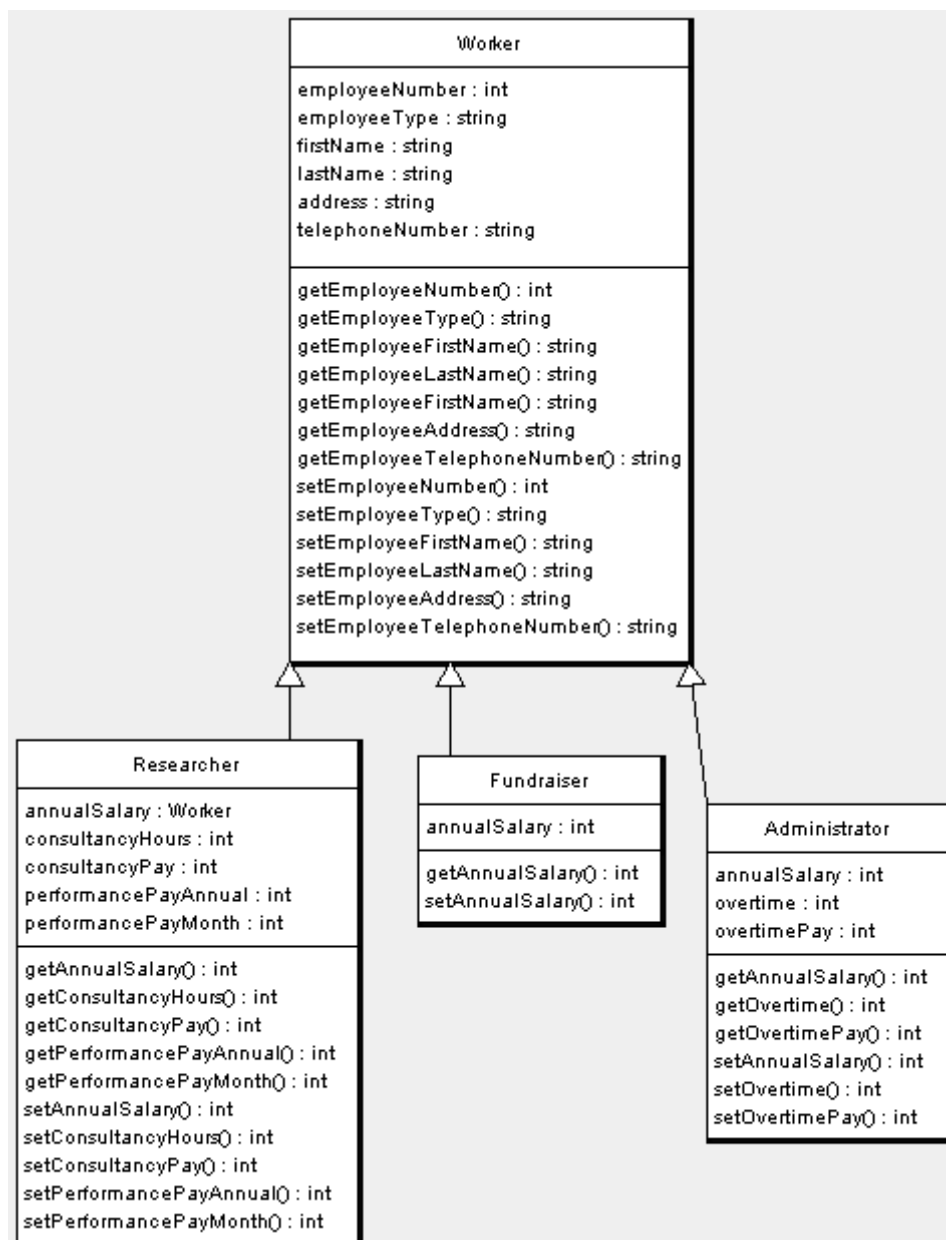 Worker
employeeNumber : int
employeeType : string
firstName : string
lastName : string
address : string
telephoneNumber : string
getEmployeeNumber() : int
getEmployeeType() : string
getEmployeeFirstName() : string
getEmployeeLastName() : string
getEmployeeFirstName() : string
getEmployeeAddress() : string
getEmployeeTelephoneNumber() : string
setEmployeeNumber() : int
setEmployeeType() : string
setEmployeeFirstName() : string
setEmployeeLastName() : string
setEmployeeAddress() : string
setEmployeeTelephoneNumber() : string
Researcher
annualSalary : Worker
consultancyHours : int
consultancyPay : int
performancePayAnnual : int
performancePayMonth : int
getAnnualSalary() : int
getConsultancyHours() : int
getConsultancyPay() : int
getPerformancePayAnnual() : int
getPerformancePayMonth() : int
setAnnualSalary() : int
setConsultancyHours() : int
setConsultancyPay() : int
setPerformancePayAnnual() : int
setPerformancePayMonth() : int
Fundraiser
annualSalary : int
getAnnualSalary() : int
setAnnualSalary() : int
Administrator
annualSalary : int
overtime : int
overtimePay : int
getAnnualSalary() : int
getOvertime() : int
getOvertimePay() : int
setAnnualSalary() : int
setOvertime() : int
setOvertimePay() : int